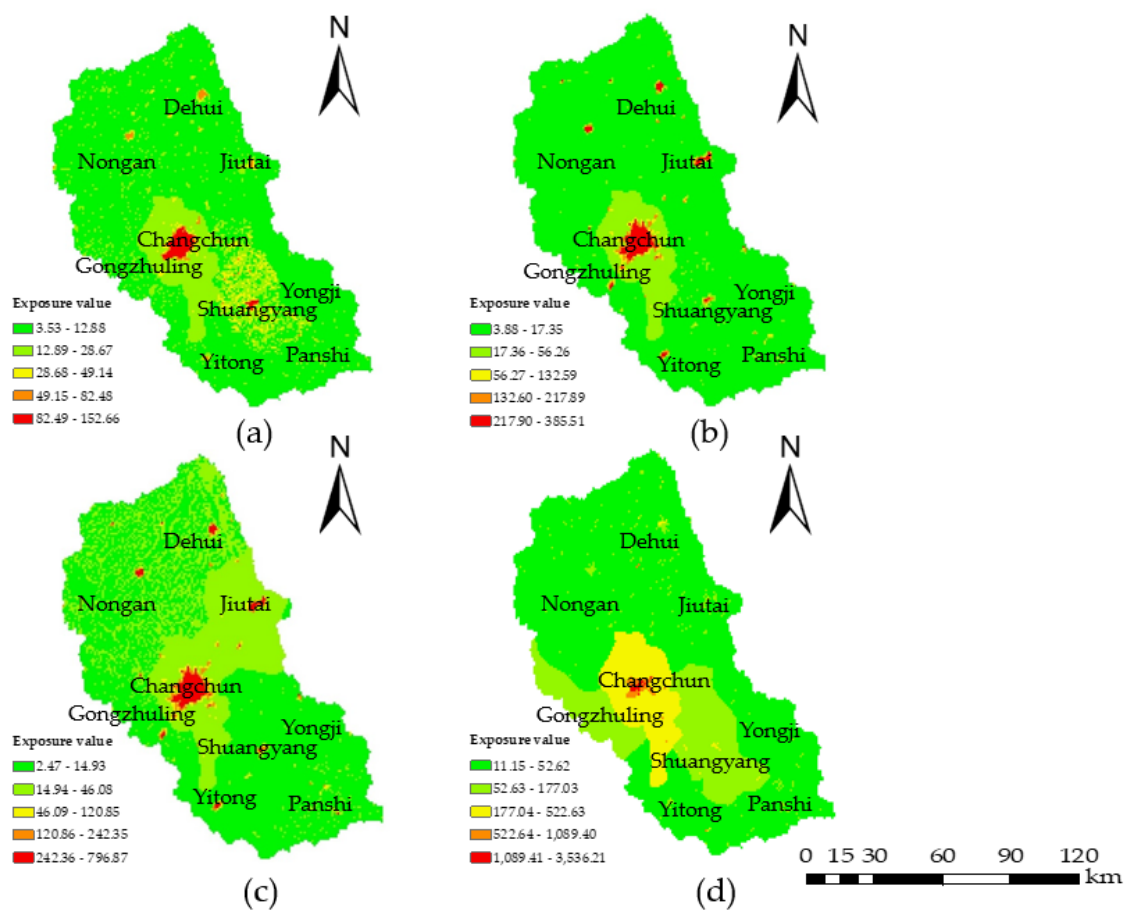 N
Dehui
Nongan
Jiutai
Changchun
Gongzhuling
Yongji
Shuangyang
Yitong
Panshi
Exposure value
3.53 - 12.88
12.89 - 28.67
28.68 - 49.14
49.15 - 82.48
82.49 - 152.66
(a)
N
Dehui
Nongan
Jiutai
Changchun
Gongzhuling
Yongji
Shuangyang
Yitong
Panshi
Exposure value
3.88 - 17.35
17.36 - 56.26
56.27 - 132.59
132.60 - 217.89
217.90 - 385.51
(b)
N
Dehui
Nongan
Jiutai
Changchun
Gongzhuling
Yongji
Shuangyang
Yitong
Panshi
Exposure value
2.47 - 14.93
14.94 - 46.08
46.09 - 120.85
120.86 - 242.35
242.36 - 796.87
(c)
N
Dehui
Nongan
Jiutai
Changchun
Gongzhuling
Yongji
Shuangyang
Yitong
Panshi
Exposure value
11.15 - 52.62
52.63 - 177.03
177.04 - 522.63
522.64 - 1,089.40
1,089.41 - 3,536.21
(d)
0 15 30 60 90 120
km